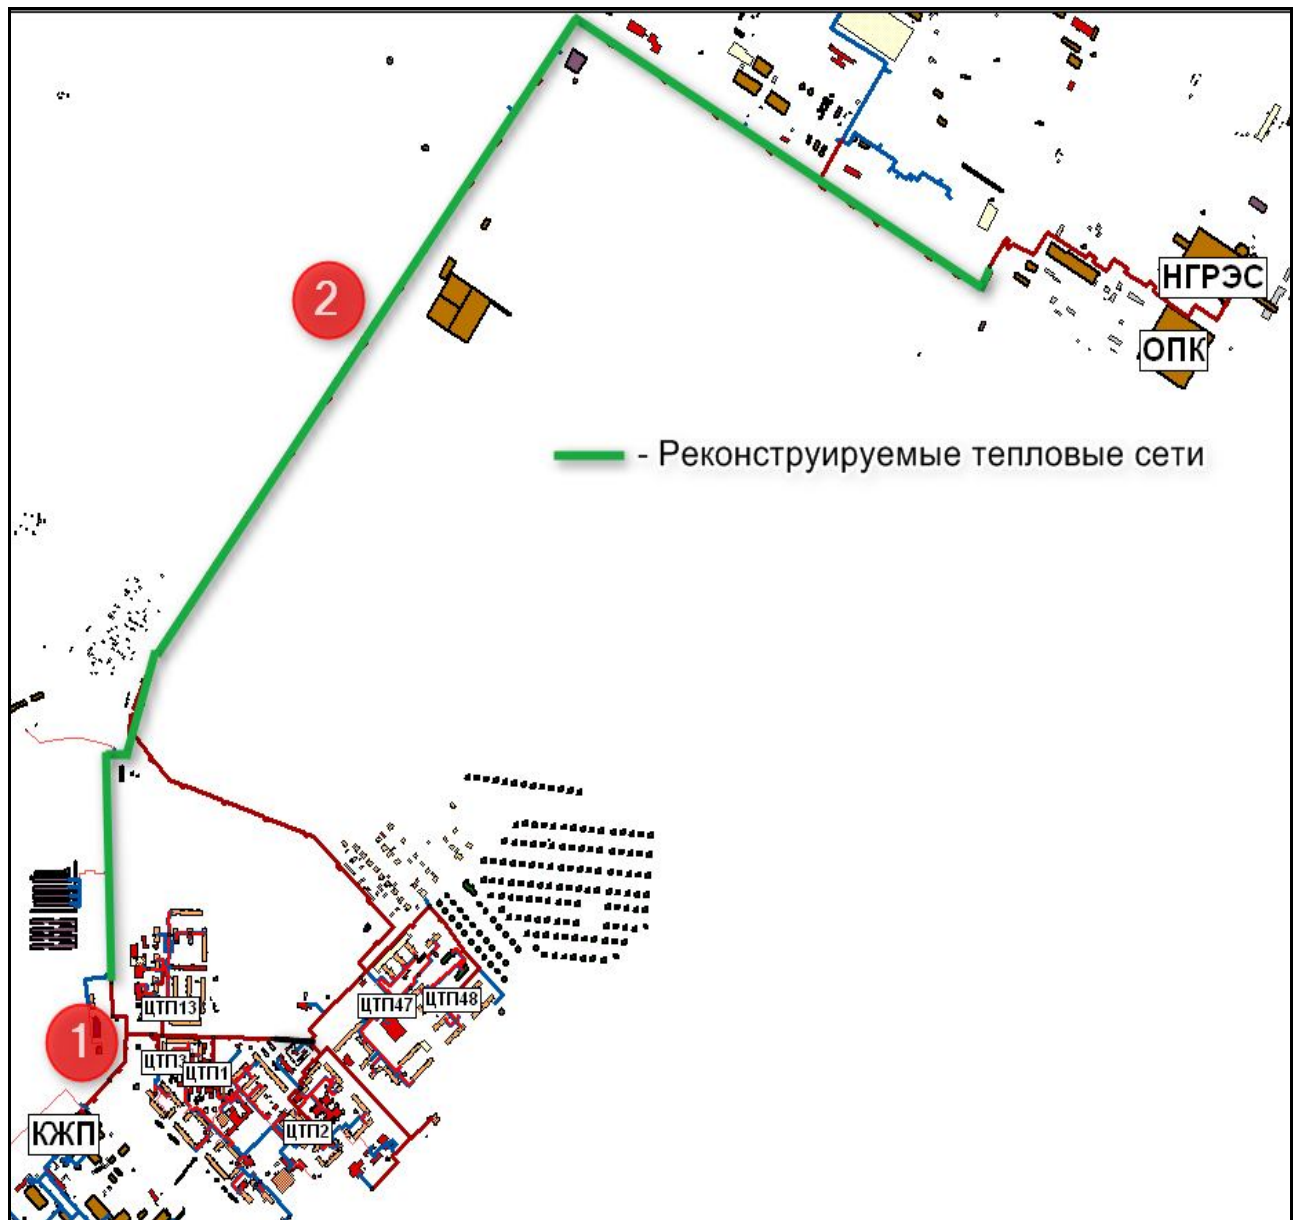 НГРЭС
2
ОПК
- Реконструируемые тепловые сети
ЦТП47
ЦТП48
ЦТП13
1
ЦТП3
ЦТП1
КЖП
ЦТП2